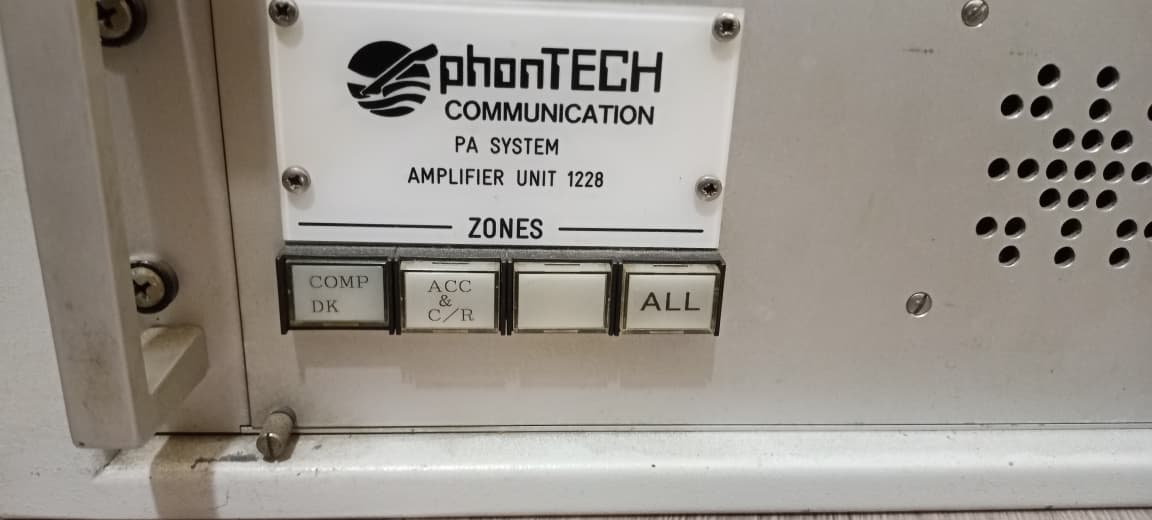 phonTECH
COMMUNICATION
PA SYSTEM
AMPLIFIER UNIT 1228
ZONES
COMP
DK
ACC
&
C/R
ALL